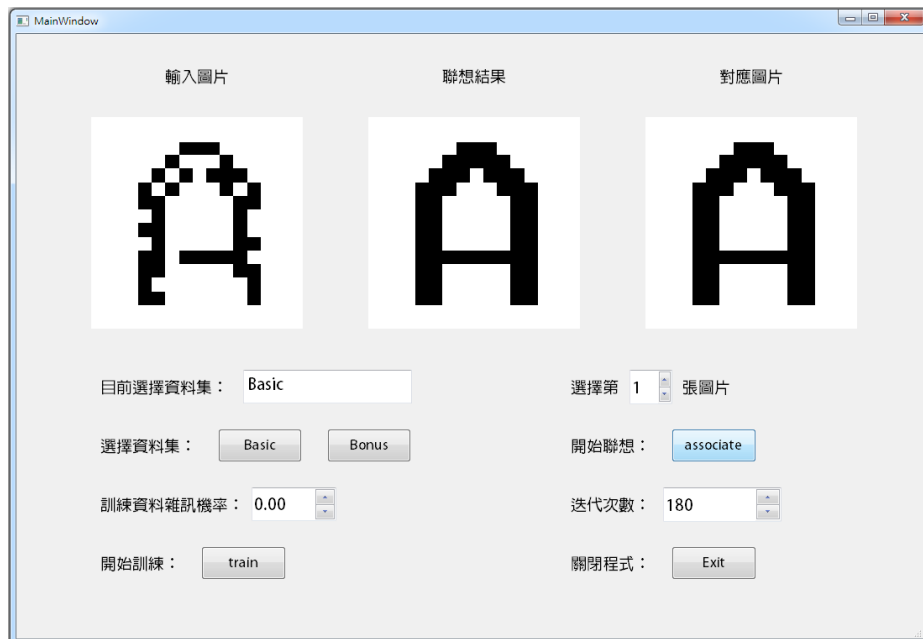 MainWindow
輸入圖片 聯想結果 對應圖片
A A A
目前選擇資料集： Basic 選擇第 1 張圖片
選擇資料集： Basic Bonus 開始聯想： associate
訓練資料雜訊機率： 0.00 迭代次數： 180
開始訓練： train 關閉程式： Exit